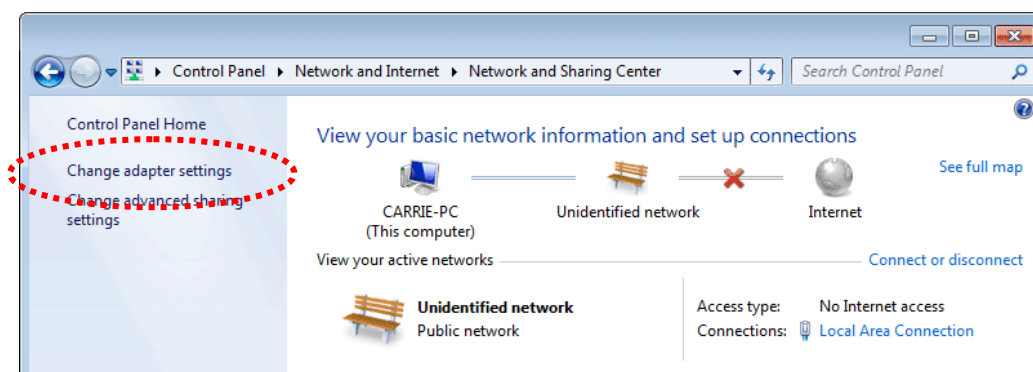 Control Panel Network and Internet Network and Sharing Center Search Control Panel
Control Panel Home
Change adapter settings
Change advanced sharing
settings
View your basic network information and set up connections
See full map
CARRIE-PC
(This computer)
Unidentified network
Internet
View your active networks
Connect or disconnect
Unidentified network
Public network
Access type: No Internet access
Connections: Local Area Connection